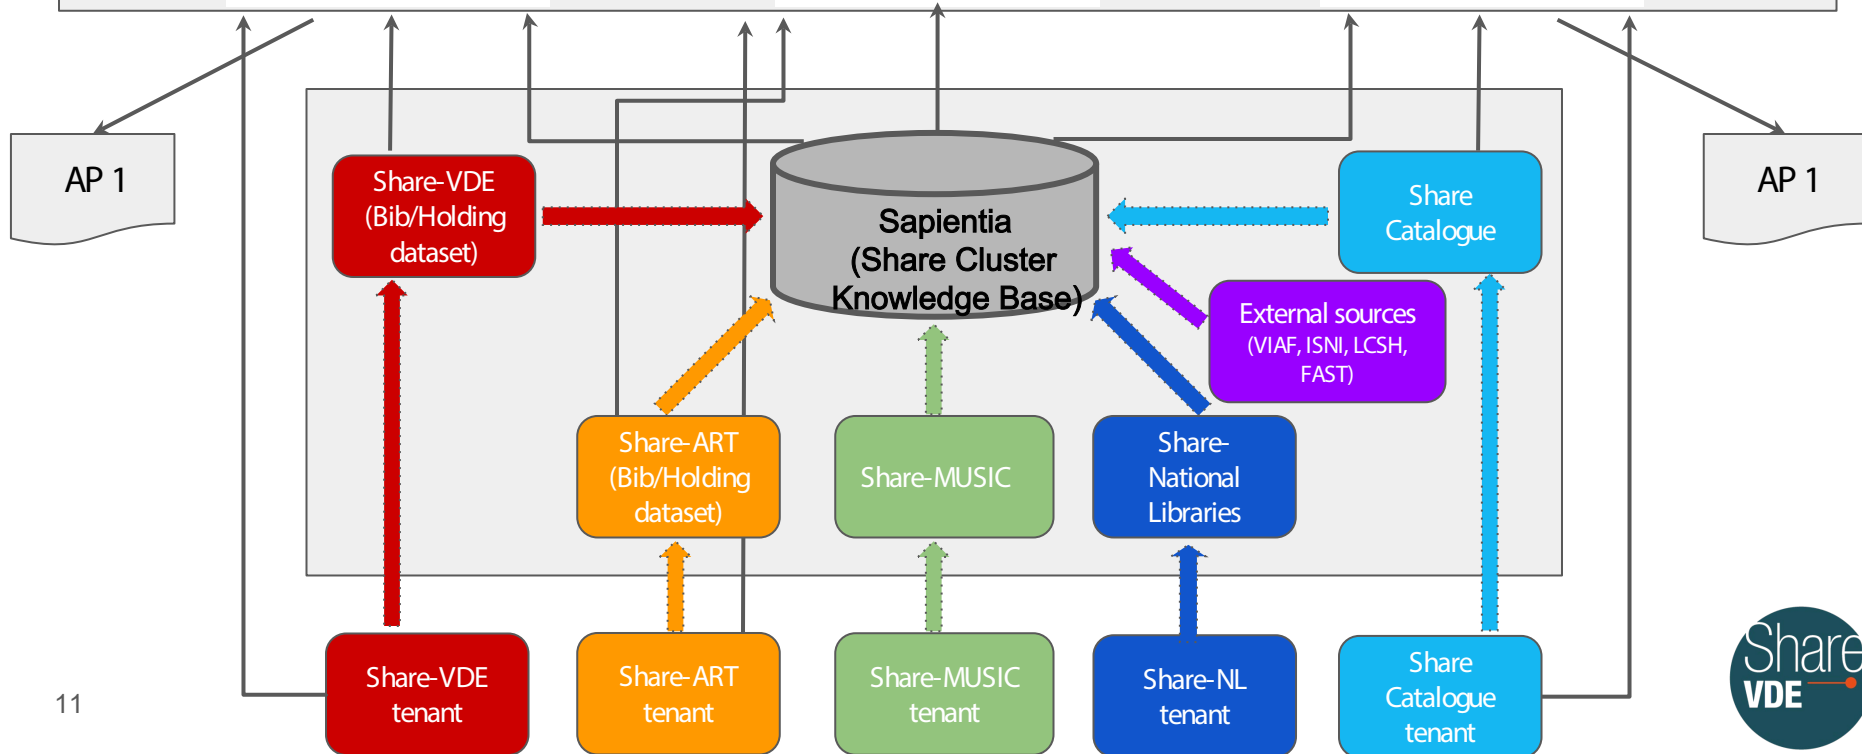 AP 1
Share-VDE
(Bib/Holding
dataset)
Sapientia
(Share Cluster
Knowledge Base)
Share
Catalogue
AP 1
External sources
(VIAF, ISNI, LCSH,
FAST)
Share-ART
(Bib/Holding
dataset)
Share-MUSIC
Share-
National
Libraries
Share-VDE
tenant
Share-ART
tenant
Share-MUSIC
tenant
Share-NL
tenant
Share
Catalogue
tenant
11
Share
VDE